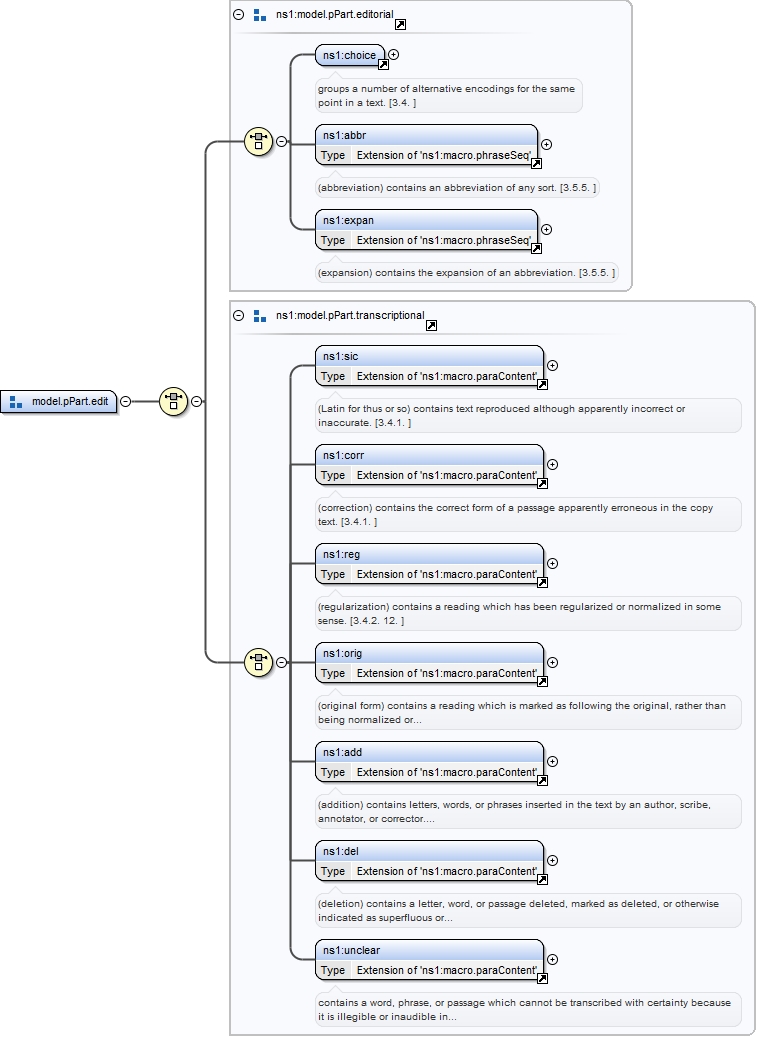 ns1:model.pPart.editorial
ns1:choice
groups a number of alternative encodings for the same
point in a text. [3.4. ]
ns1:abbr
Type Extension of 'ns1:macro.phraseSeq'
(abbreviation) contains an abbreviation of any sort. [3.5.5. ]
ns1:expan
Type Extension of 'ns1:macro.phraseSeq'
(expansion) contains the expansion of an abbreviation. [3.5.5. ]
ns1:model.pPart.transcriptional
ns1:sic
Type Extension of 'ns1:macro.paraContent'
(Latin for thus or so) contains text reproduced although apparently incorrect or
inaccurate. [3.4.1. ]
model.pPart.edit
ns1:corr
Type Extension of 'ns1:macro.paraContent'
(correction) contains the correct form of a passage apparently erroneous in the copy
text. [3.4.1. ]
ns1:reg
Type Extension of 'ns1:macro.paraContent'
(regularization) contains a reading which has been regularized or normalized in some
sense. [3.4.2. 12. ]
ns1:orig
Type Extension of 'ns1:macro.paraContent'
(original form) contains a reading which is marked as following the original, rather than
being normalized or...
ns1:add
Type Extension of 'ns1:macro.paraContent'
(addition) contains letters, words, or phrases inserted in the text by an author, scribe,
annotator, or corrector....
ns1:del
Type Extension of 'ns1:macro.paraContent'
(deletion) contains a letter, word, or passage deleted, marked as deleted, or otherwise
indicated as superfluous or...
ns1:unclear
Type Extension of 'ns1:macro.paraContent'
contains a word, phrase, or passage which cannot be transcribed with certainty because
it is illegible or inaudible in...